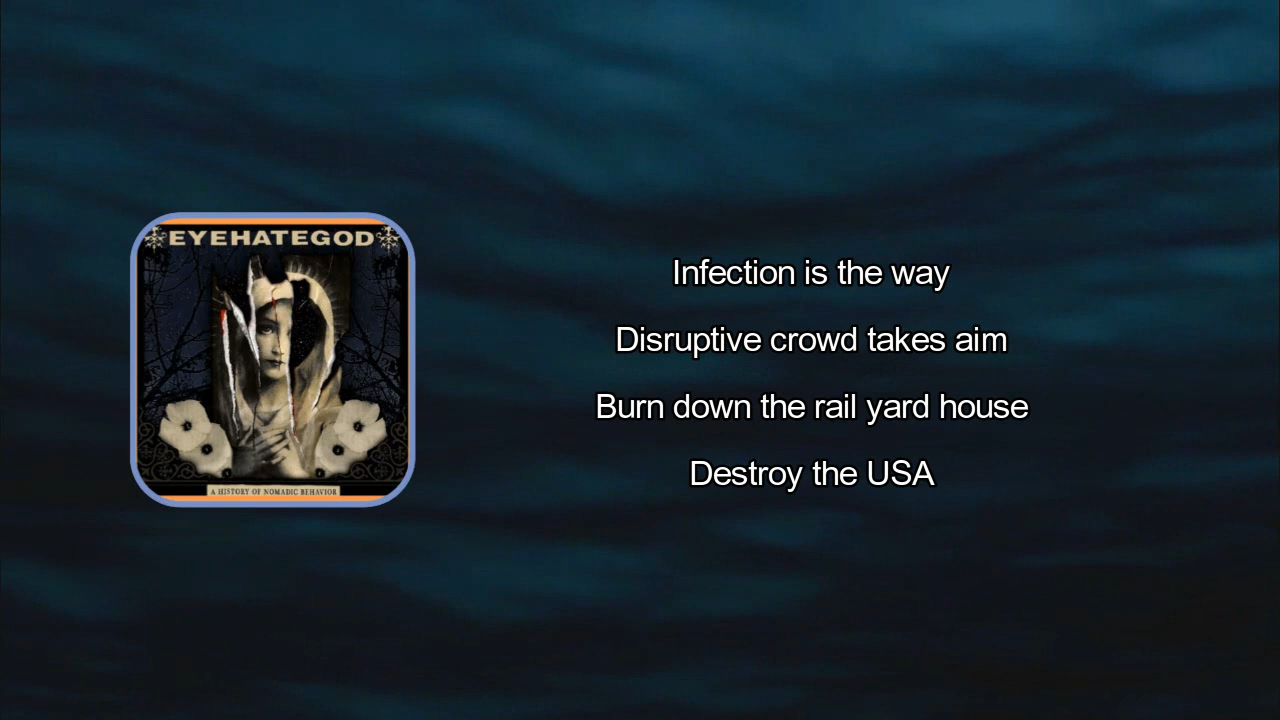 EYEHATEGOD
A HISTORY OF NOMADIC BEHAVIOR
Infection is the way
Disruptive crowd takes aim
Burn down the rail yard house
Destroy the USA